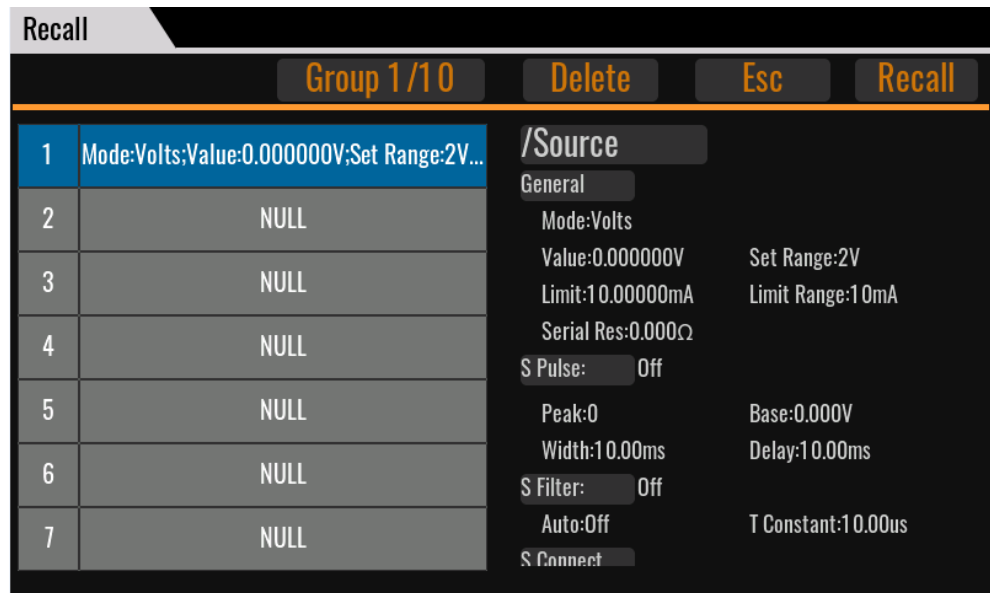 Recall
Group 1/10 Delete Esc Recall
1 Mode:Volts;Value:0.000000V;Set Range:2V...
2 NULL
3 NULL
4 NULL
5 NULL
6 NULL
7 NULL
/Source
General
Mode:Volts
Value:0.000000V Set Range:2V
Limit:10.00000mA Limit Range:10mA
Serial Res:0.000Ω
S Pulse: Off
Peak:0 Base:0.000V
Width:10.00ms Delay:10.00ms
S Filter: Off
Auto:Off T Constant:10.00us
S Connect